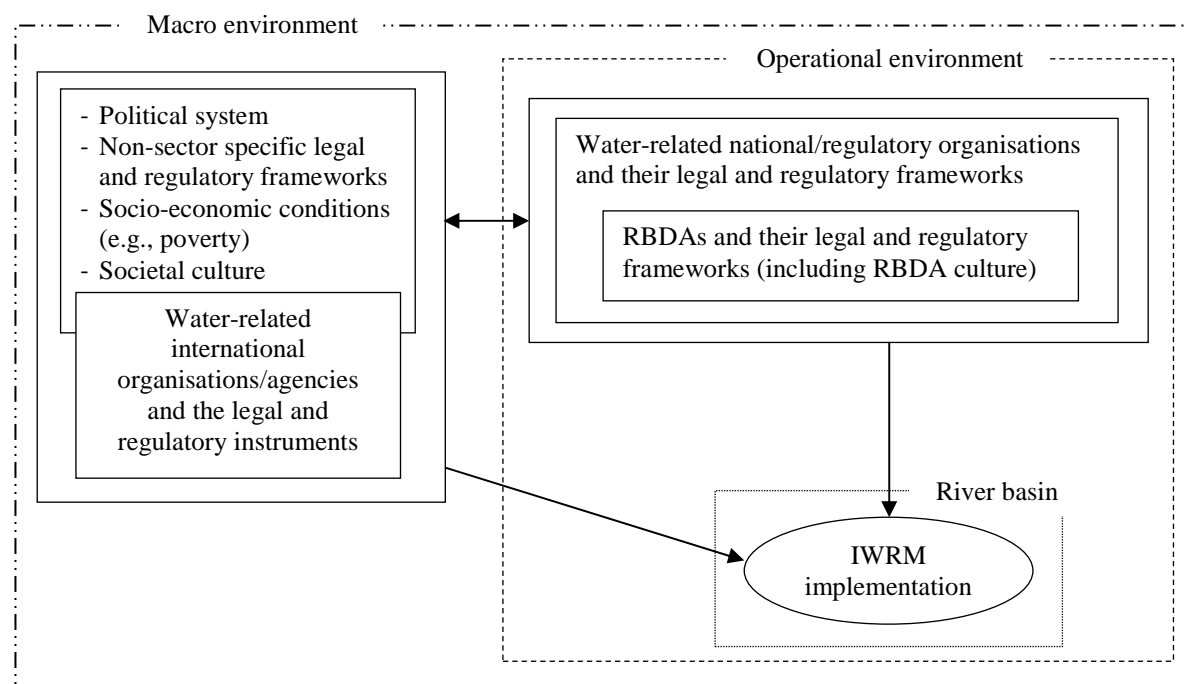 Macro environment
Operational environment
- Political system
- Non-sector specific legal
and regulatory frameworks
- Socio-economic conditions
(e.g., poverty)
- Societal culture
Water-related
international
organisations/agencies
and the legal and
regulatory instruments
Water-related national/regulatory organisations
and their legal and regulatory frameworks
RBDAs and their legal and regulatory
frameworks (including RBDA culture)
River basin
IWRM
implementation